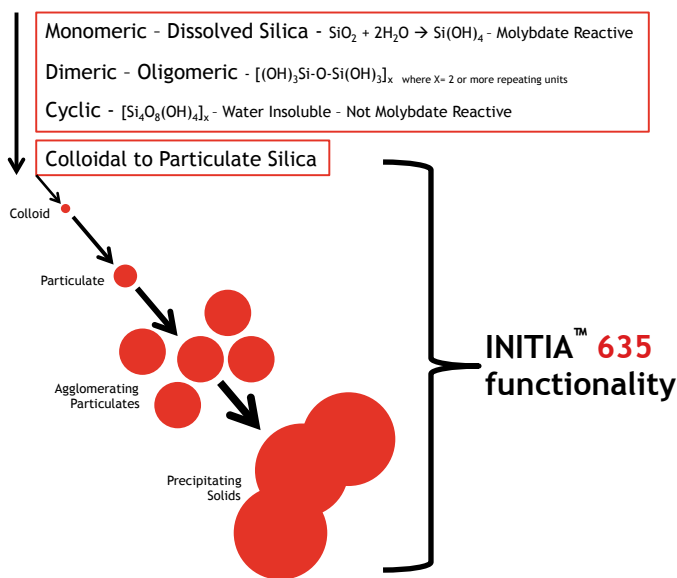 Monomeric – Dissolved Silica - SiO₂ + 2H₂O → Si(OH)₄ – Molybdate Reactive
Dimeric – Oligomeric - [(OH)₃Si-O-Si(OH)₃]ₓ where X= 2 or more repeating units
Cyclic - [Si₄O₈(OH)₄]ₓ – Water Insoluble – Not Molybdate Reactive
Colloidal to Particulate Silica
Colloid
Particulate
Agglomerating
Particulates
Precipitating
Solids
INITIA™ 635
functionality